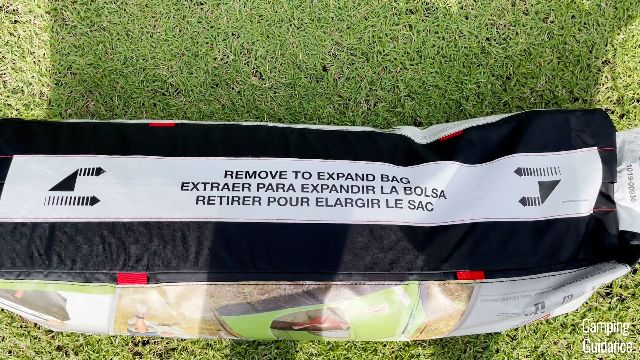 REMOVE TO EXPAND BAG
EXTRAER PARA EXPANDIR LA BOLSA
RETIRER POUR ELARGIR LE SAC
Camping
Guidance